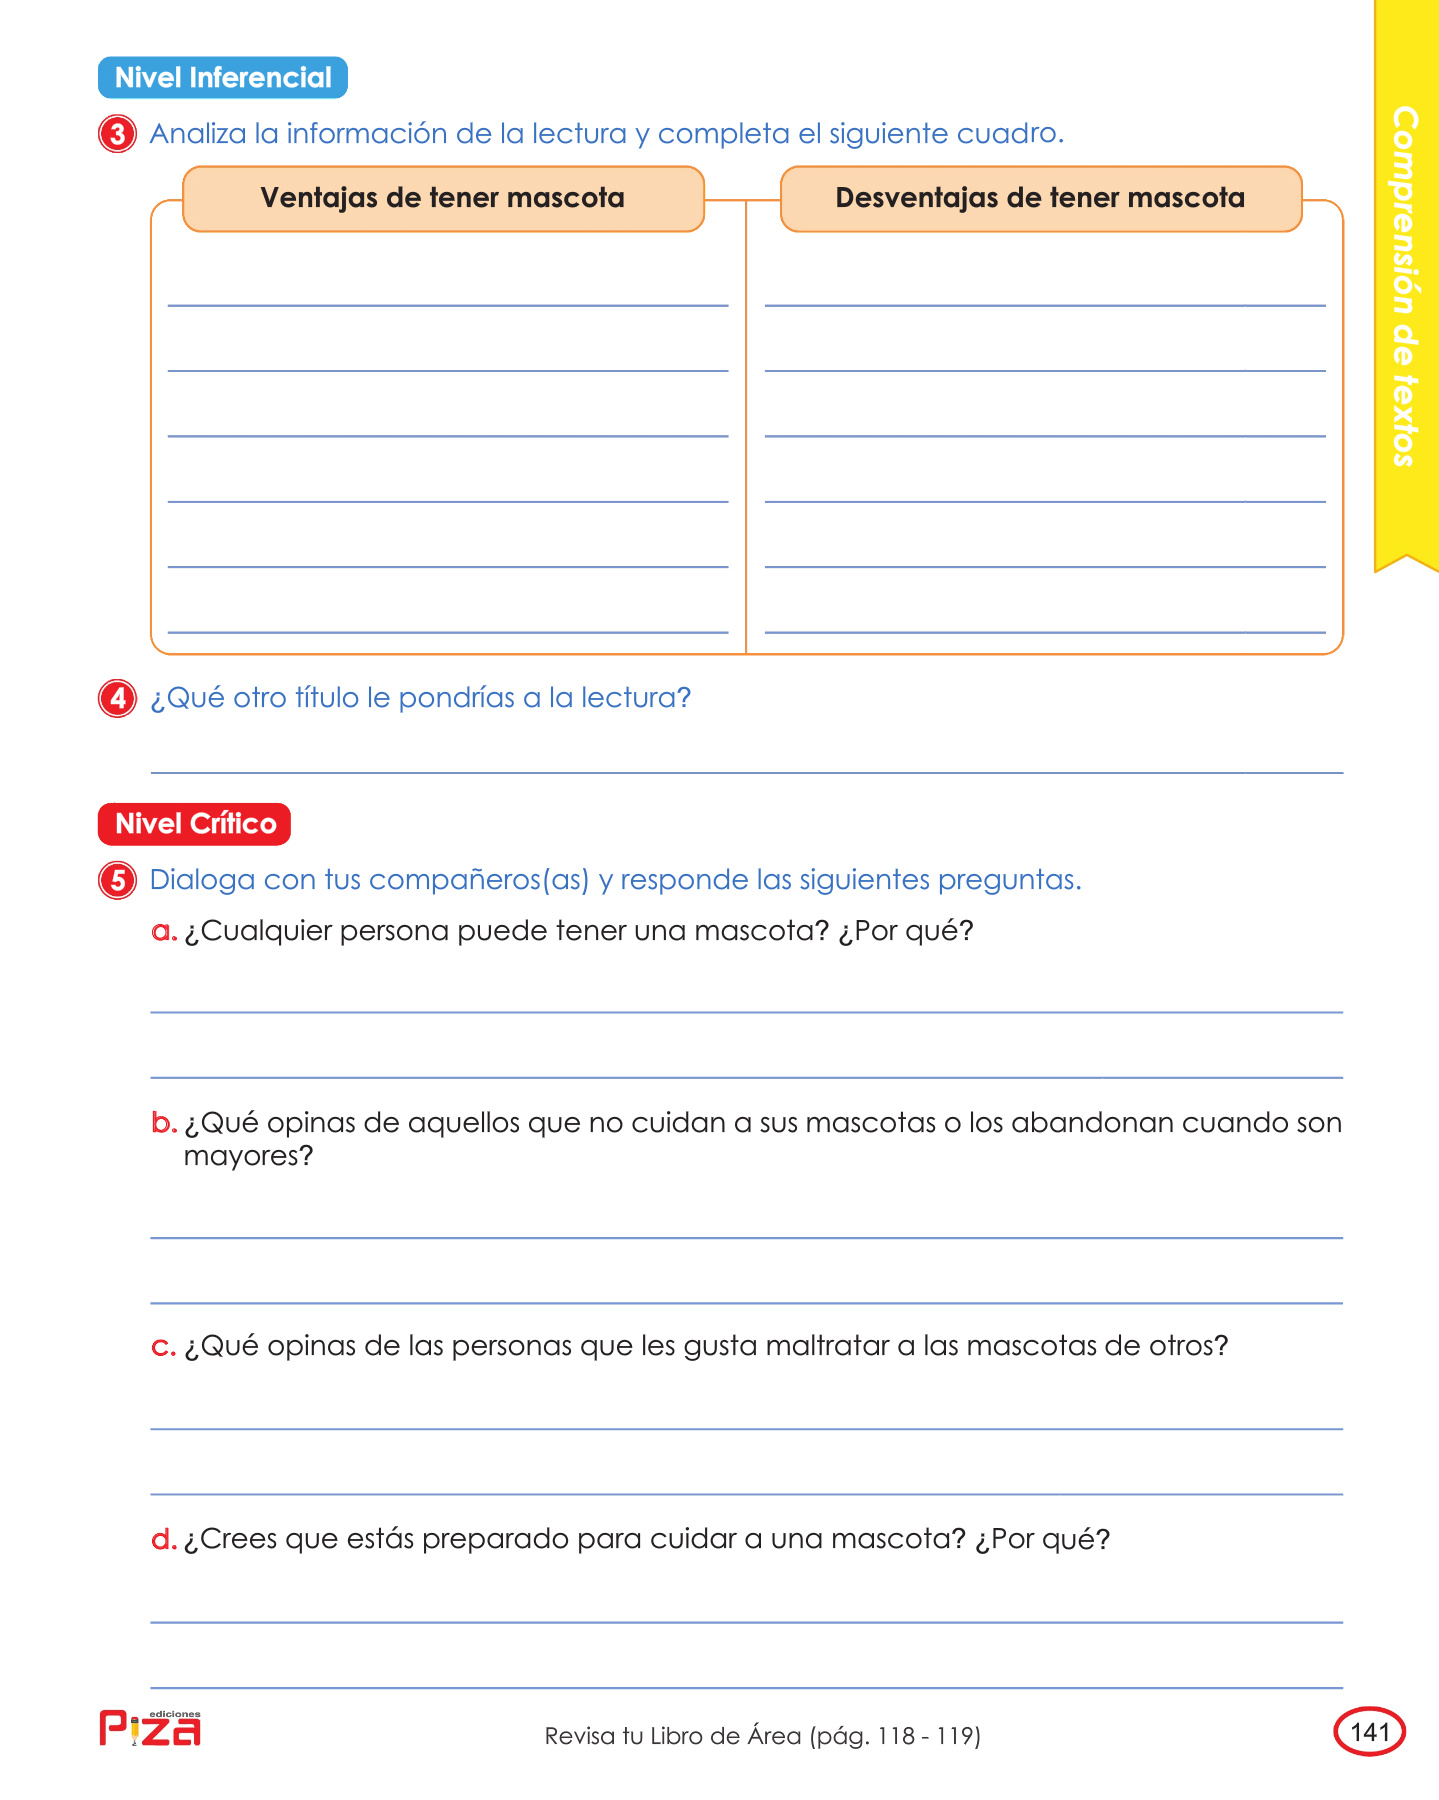 Nivel Inferencial
3 Analiza la información de la lectura y completa el siguiente cuadro.
Ventajas de tener mascota
Desventajas de tener mascota
4 ¿Qué otro título le pondrías a la lectura?
Nivel Crítico
5 Dialoga con tus compañeros(as) y responde las siguientes preguntas.
a. ¿Cualquier persona puede tener una mascota? ¿Por qué?
b. ¿Qué opinas de aquellos que no cuidan a sus mascotas o los abandonan cuando son
mayores?
c. ¿Qué opinas de las personas que les gusta maltratar a las mascotas de otros?
d. ¿Crees que estás preparado para cuidar a una mascota? ¿Por qué?
Comprensión de textos
ediciones
Piza
Revisa tu Libro de Área (pág. 118 - 119)
141